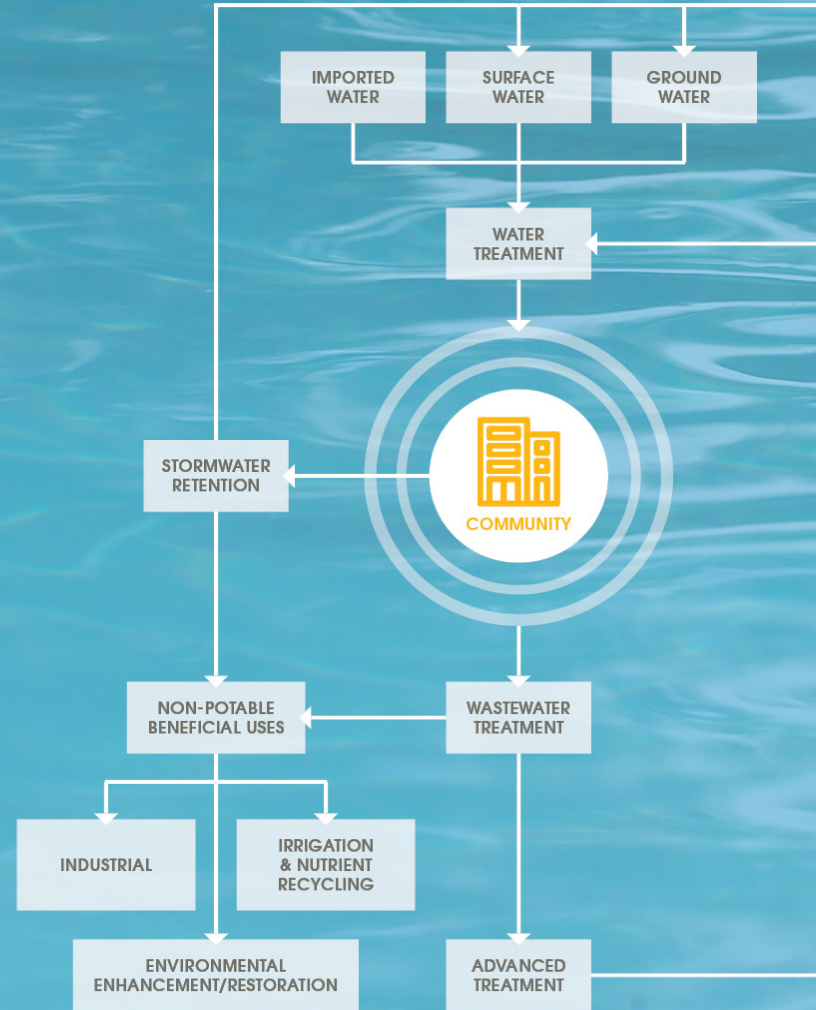 IMPORTED
WATER
SURFACE
WATER
GROUND
WATER
WATER
TREATMENT
STORMWATER
RETENTION
COMMUNITY
NON-POTABLE
BENEFICIAL USES
WASTEWATER
TREATMENT
INDUSTRIAL
IRRIGATION
& NUTRIENT
RECYCLING
ENVIRONMENTAL
ENHANCEMENT/RESTORATION
ADVANCED
TREATMENT